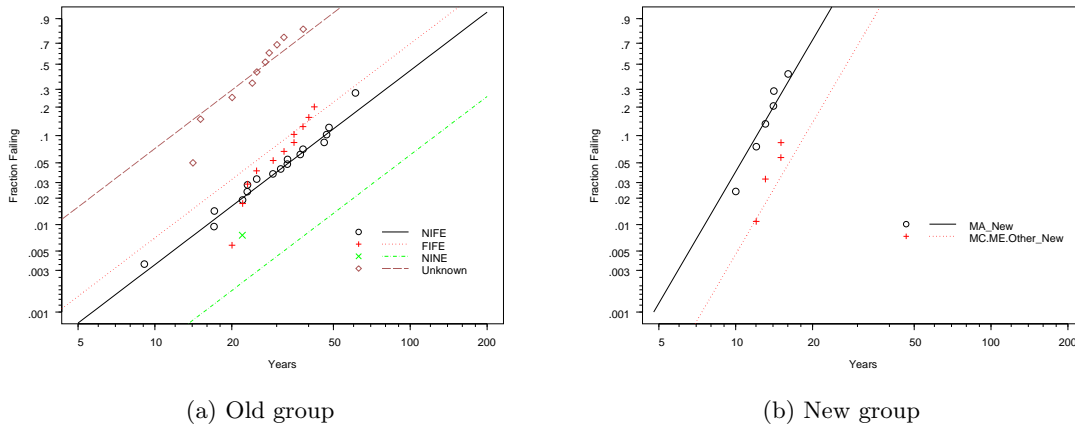 .9
.7
.5
.3
.2
.1
.05
.03
.02
.01
.005
.003
.001
Fraction Failing
5 10 20 50 100 200
Years
NIFE
FIFE
NINE
Unknown
(a) Old group
.9
.7
.5
.3
.2
.1
.05
.03
.02
.01
.005
.003
.001
Fraction Failing
5 10 20 50 100 200
Years
MA_New
MC.ME.Other_New
(b) New group